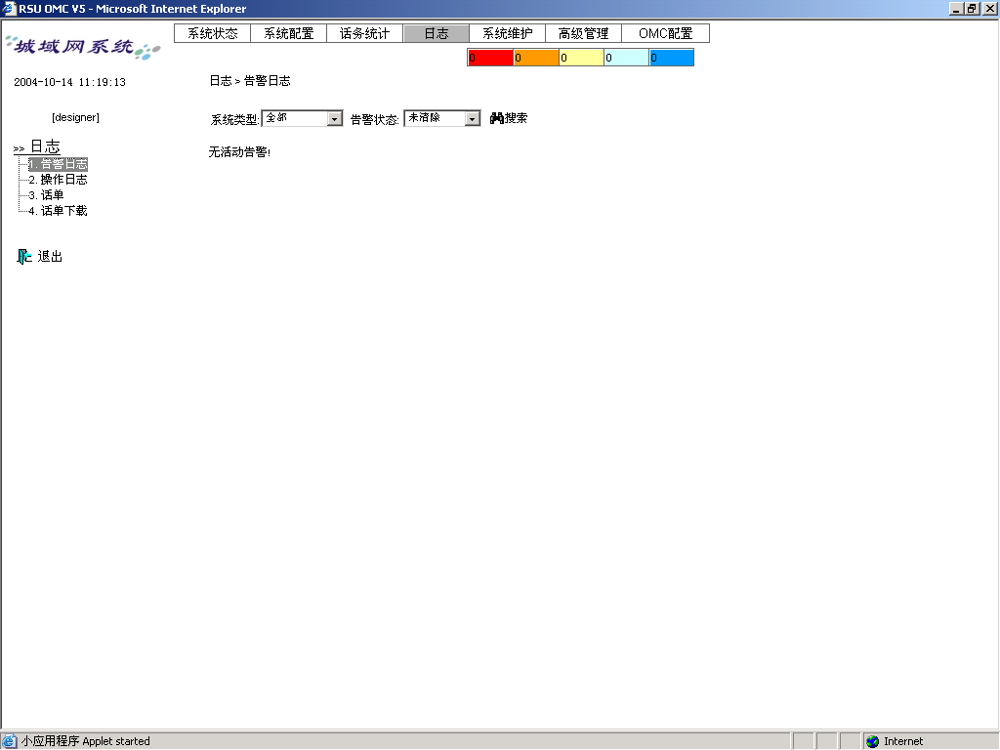 RSU OMC V5 - Microsoft Internet Explorer
城域网系统
系统状态 系统配置 话务统计 日志 系统维护 高级管理 OMC配置
0 0 0 0 0
2004-10-14 11:19:13
日志 > 告警日志
[designer]
系统类型: 全部 告警状态: 未清除 搜索
>> 日志
无活动告警!
1. 告警日志
2. 操作日志
3. 话单
4. 话单下载
退出
小应用程序 Applet started Internet